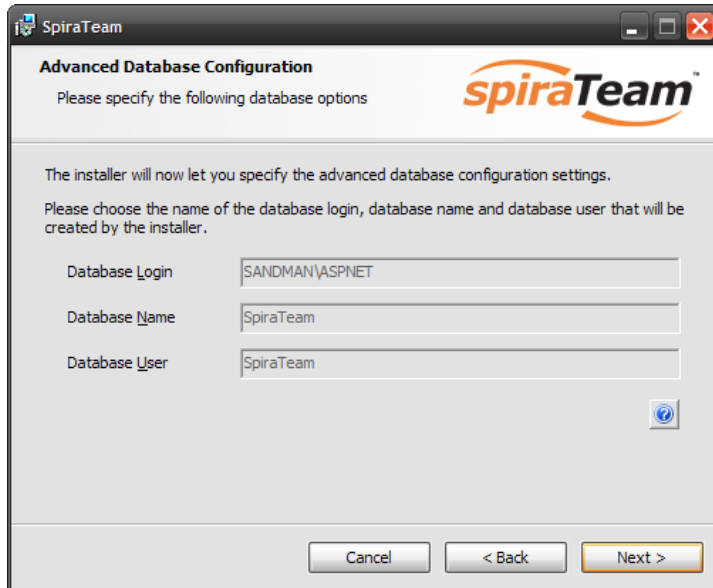 SpiraTeam
Advanced Database Configuration
Please specify the following database options
spiraTeam™
The installer will now let you specify the advanced database configuration settings.
Please choose the name of the database login, database name and database user that will be
created by the installer.
Database Login
SANDMAN\ASPNET
Database Name
SpiraTeam
Database User
SpiraTeam
Cancel
< Back
Next >